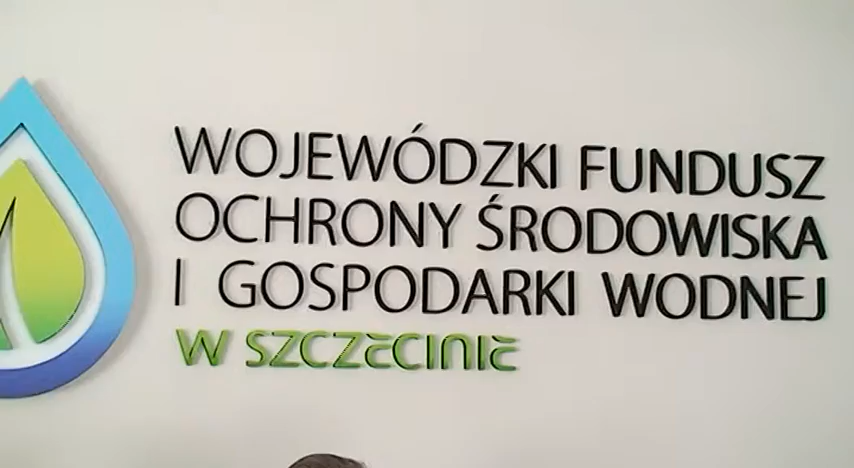 WOJEWÓDZKI FUNDUSZ
OCHRONY ŚRODOWISKA
I GOSPODARKI WODNEJ
W SZCZECINIE